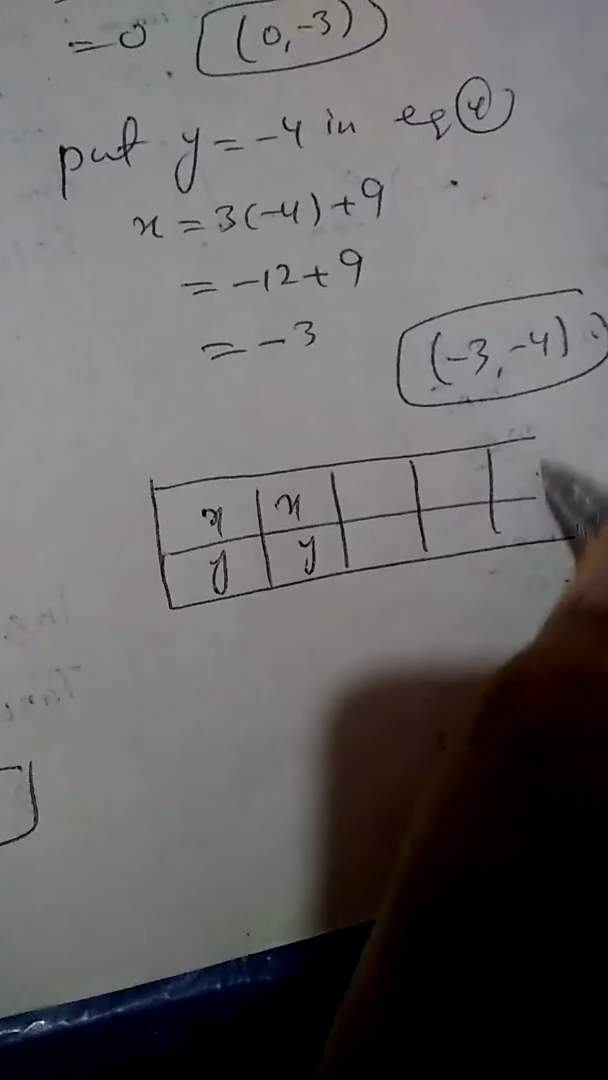 = 0 (0,-3)
put y = -4 in eq ④
x = 3(-4)+9
= -12+9
= -3
(-3,-4)
x x
y y